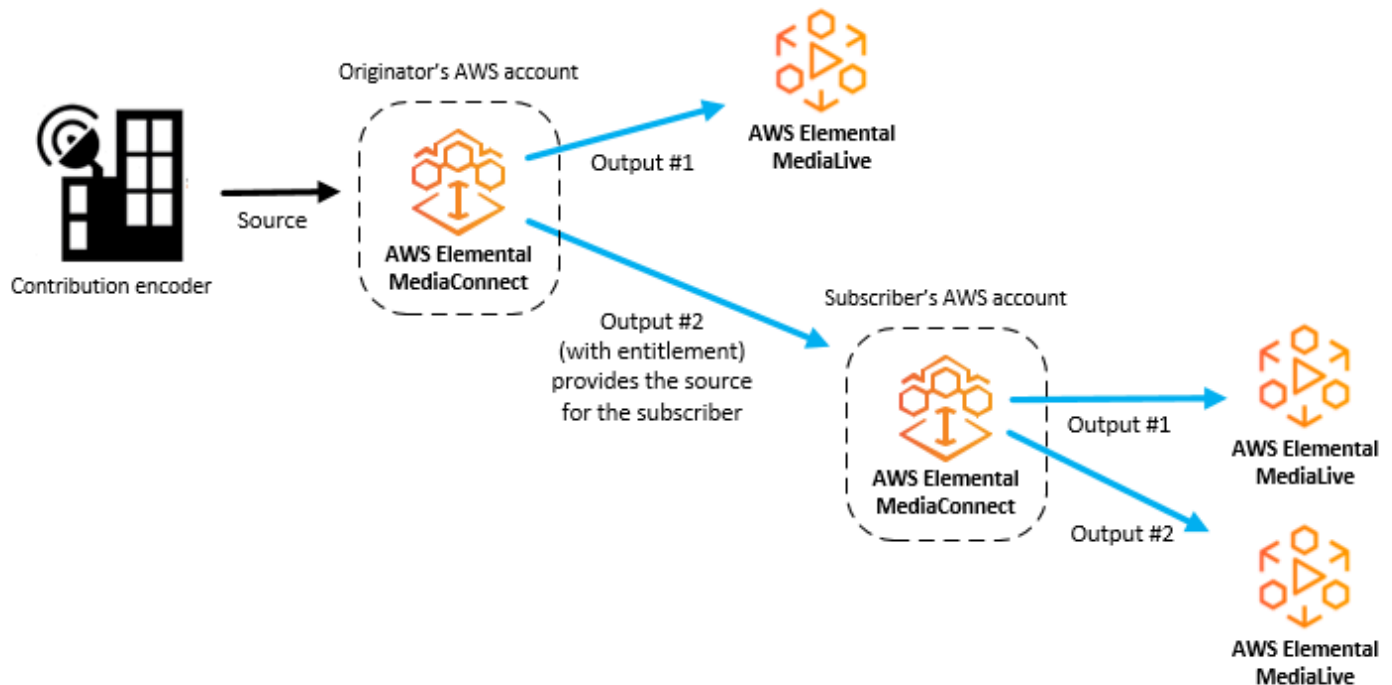 Originator's AWS account
AWS Elemental
MediaLive
Output #1
Source
AWS Elemental
MediaConnect
Contribution encoder
Output #2
(with entitlement)
provides the source
for the subscriber
Subscriber's AWS account
Output #1
AWS Elemental
MediaLive
AWS Elemental
MediaConnect
Output #2
AWS Elemental
MediaLive